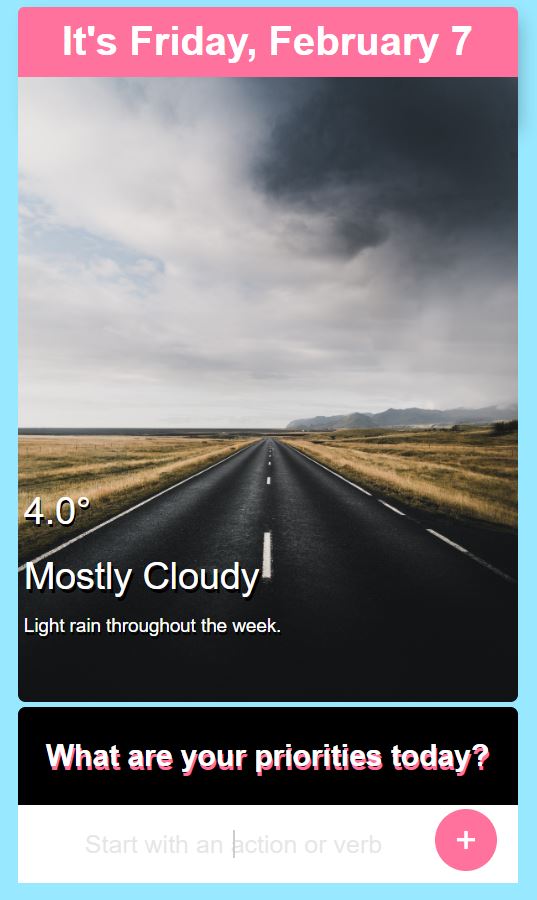 It's Friday, February 7
4.0°
Mostly Cloudy
Light rain throughout the week.
What are your priorities today?
Start with an action or verb
+